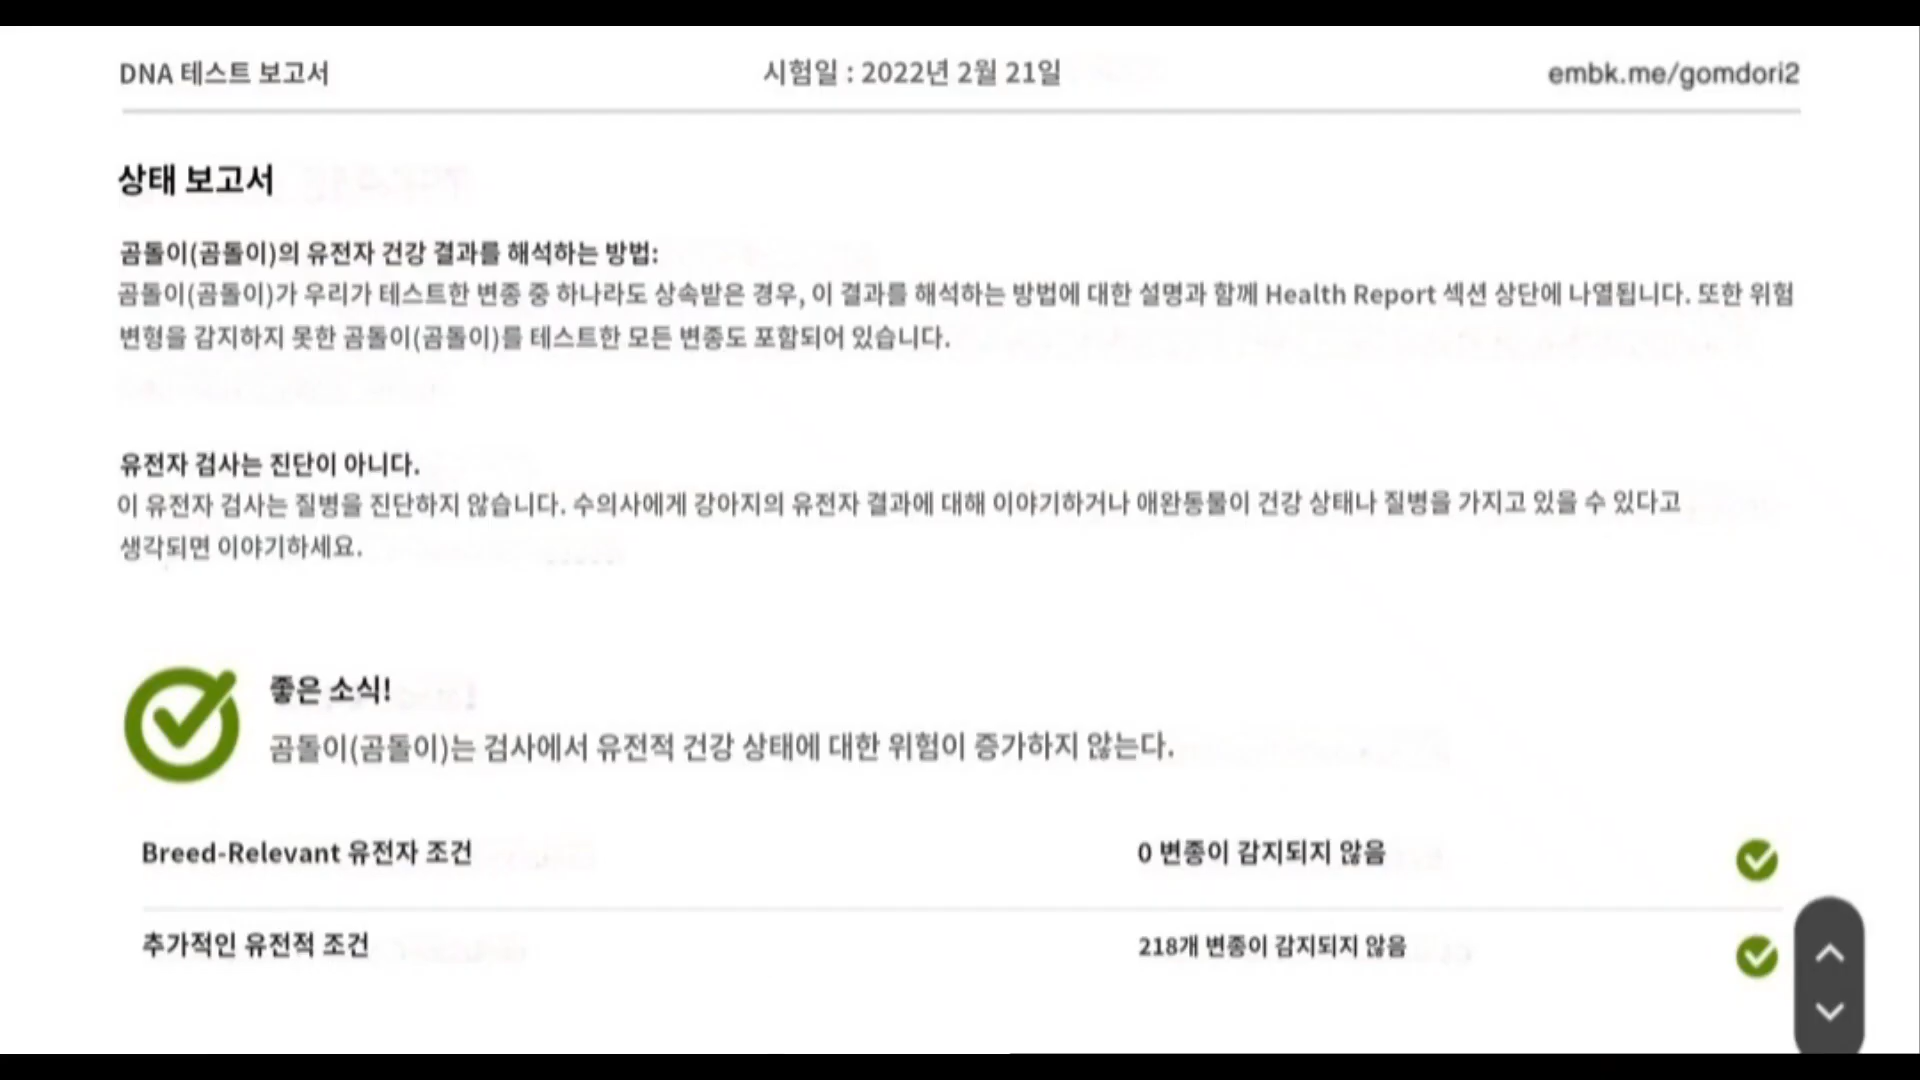 DNA 테스트 보고서
시험일 : 2022년 2월 21일
embk.me/gomdori2
상태 보고서
곰돌이(곰돌이)의 유전자 건강 결과를 해석하는 방법:
곰돌이(곰돌이)가 우리가 테스트한 변종 중 하나라도 상속받은 경우, 이 결과를 해석하는 방법에 대한 설명과 함께 Health Report 섹션 상단에 나열됩니다. 또한 위험
변형을 감지하지 못한 곰돌이(곰돌이)를 테스트한 모든 변종도 포함되어 있습니다.
유전자 검사는 진단이 아니다.
이 유전자 검사는 질병을 진단하지 않습니다. 수의사에게 강아지의 유전자 결과에 대해 이야기하거나 애완동물이 건강 상태나 질병을 가지고 있을 수 있다고
생각되면 이야기하세요.
좋은 소식!
곰돌이(곰돌이)는 검사에서 유전적 건강 상태에 대한 위험이 증가하지 않는다.
Breed-Relevant 유전자 조건
0 변종이 감지되지 않음
추가적인 유전적 조건
218개 변종이 감지되지 않음